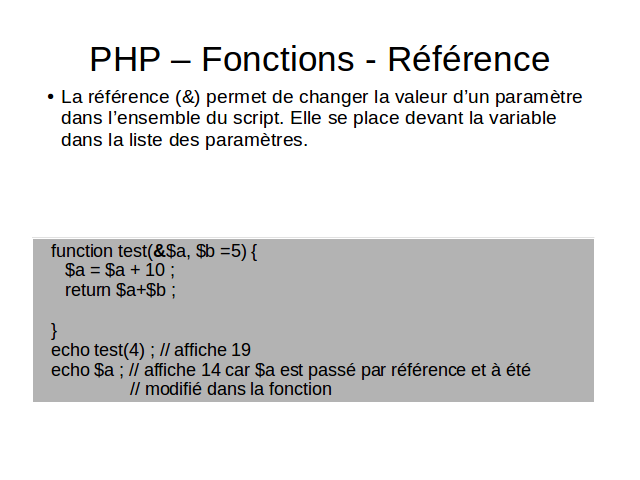 PHP – Fonctions - Référence
• La référence (&) permet de changer la valeur d’un paramètre
dans l’ensemble du script. Elle se place devant la variable
dans la liste des paramètres.
function test(&$a, $b =5) {
$a = $a + 10 ;
return $a+$b ;
}
echo test(4) ; // affiche 19
echo $a ; // affiche 14 car $a est passé par référence et à été
// modifié dans la fonction